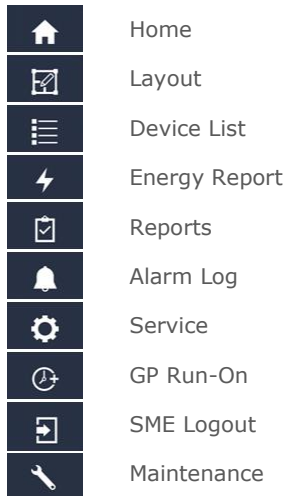 Home
Layout
Device List
Energy Report
Reports
Alarm Log
Service
GP Run-On
SME Logout
Maintenance